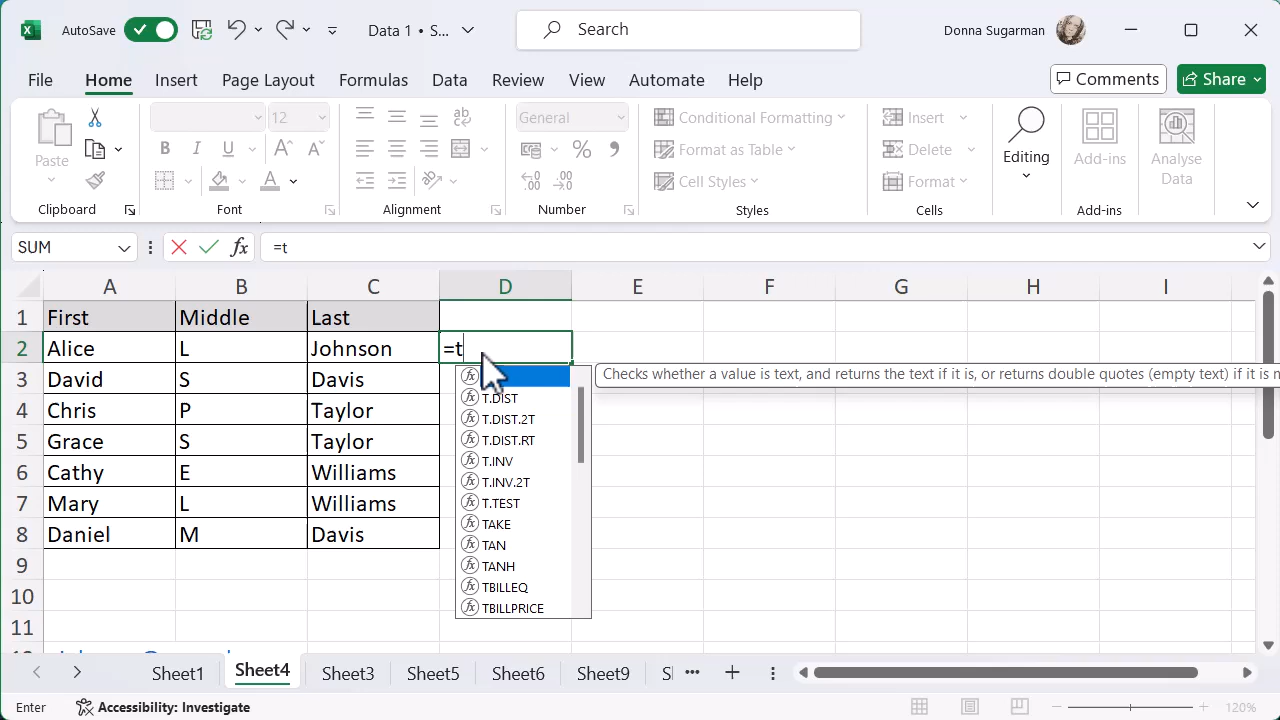 AutoSave
Data 1 • S...
Search
Donna Sugarman
File Home Insert Page Layout Formulas Data Review View Automate Help
Comments
Share
Paste
12
General
Conditional Formatting
Format as Table
Cell Styles
Insert
Delete
Format
Editing
Add-ins
Analyse
Data
B I U A A A
% ,
Clipboard Font Alignment Number Styles Cells Add-ins
SUM
fx
=t
A B C D E F G H I
1 First Middle Last
2 Alice L Johnson =t
3 David S Davis
4 Chris P Taylor
5 Grace S Taylor
6 Cathy E Williams
7 Mary L Williams
8 Daniel M Davis
9
10
11
Checks whether a value is text, and returns the text if it is, or returns double quotes (empty text) if it is
T.DIST
T.DIST.2T
T.DIST.RT
T.INV
T.INV.2T
T.TEST
TAKE
TAN
TANH
TBILLEQ
TBILLPRICE
Sheet1 Sheet4 Sheet3 Sheet5 Sheet6 Sheet9
Enter
Accessibility: Investigate
120%